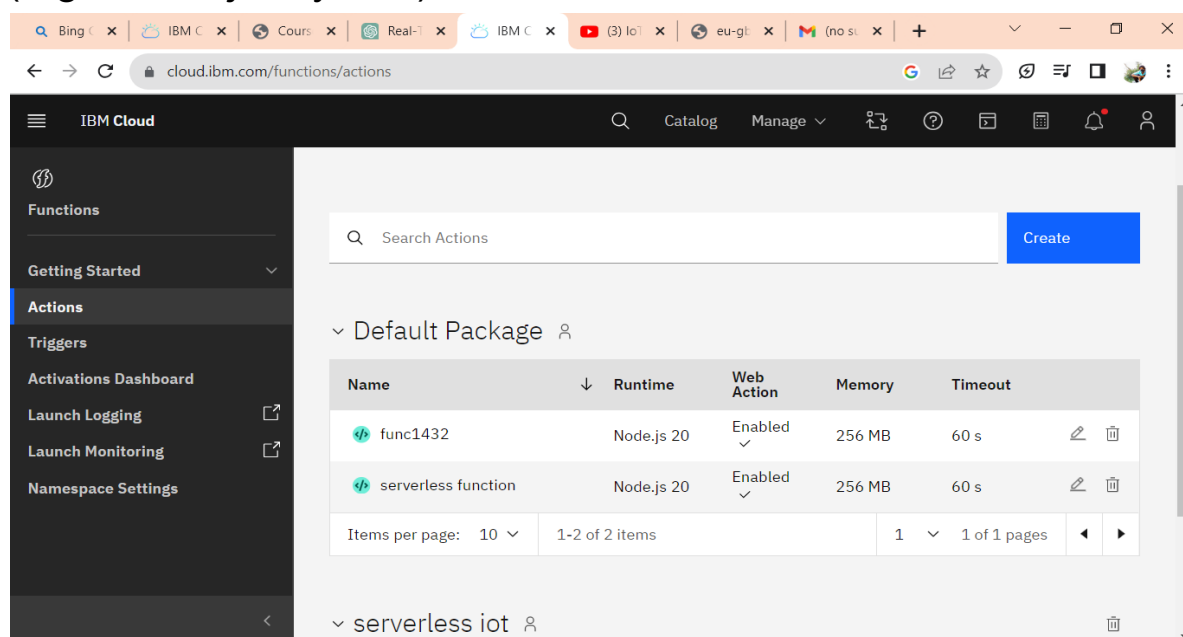 Bing C
IBM C
Cours
Real-T
IBM C
(3) IoT
eu-gb
(no su
cloud.ibm.com/functions/actions
IBM Cloud
Catalog
Manage
Functions
Search Actions
Create
Getting Started
Actions
Triggers
Activations Dashboard
Launch Logging
Launch Monitoring
Namespace Settings
Default Package
Name Runtime Web Action Memory Timeout
func1432 Node.js 20 Enabled 256 MB 60 s
serverless function Node.js 20 Enabled 256 MB 60 s
Items per page: 10 1-2 of 2 items 1 1 of 1 pages
serverless iot